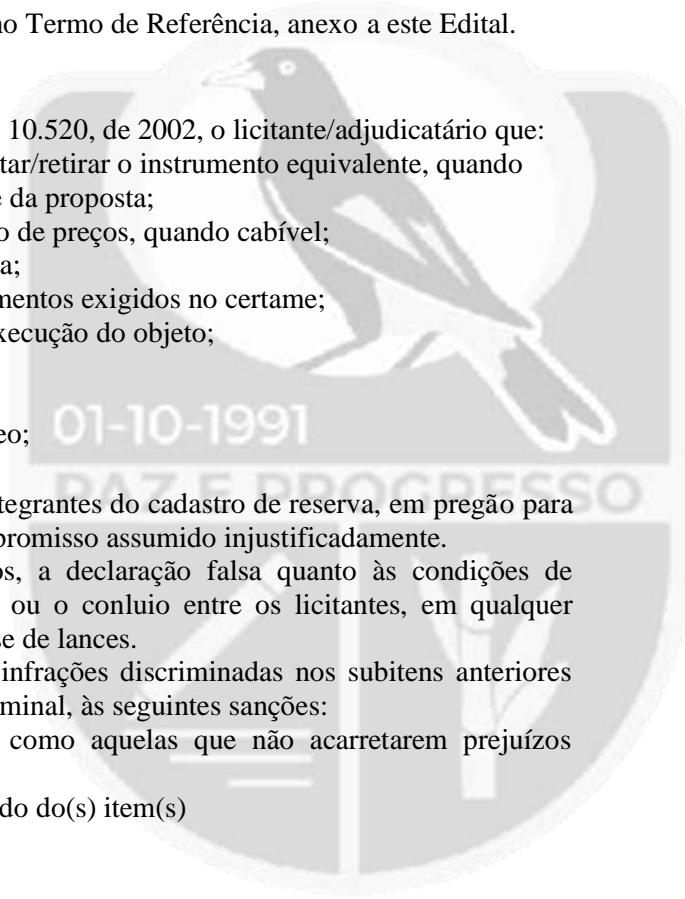 no Termo de Referência, anexo a este Edital.
10.520, de 2002, o licitante/adjudicatário que:
tar/retirar o instrumento equivalente, quando
e da proposta;
o de preços, quando cabível;
a;
mentos exigidos no certame;
xecução do objeto;
eo;
01-10-1991
PAZ E PROGRESSO
ntegrantes do cadastro de reserva, em pregão para
promisso assumido injustificadamente.
os, a declaração falsa quanto às condições de
ou o conluio entre os licitantes, em qualquer
se de lances.
infrações discriminadas nos subitens anteriores
minal, às seguintes sanções:
como aquelas que não acarretarem prejuízos
do do(s) item(s)